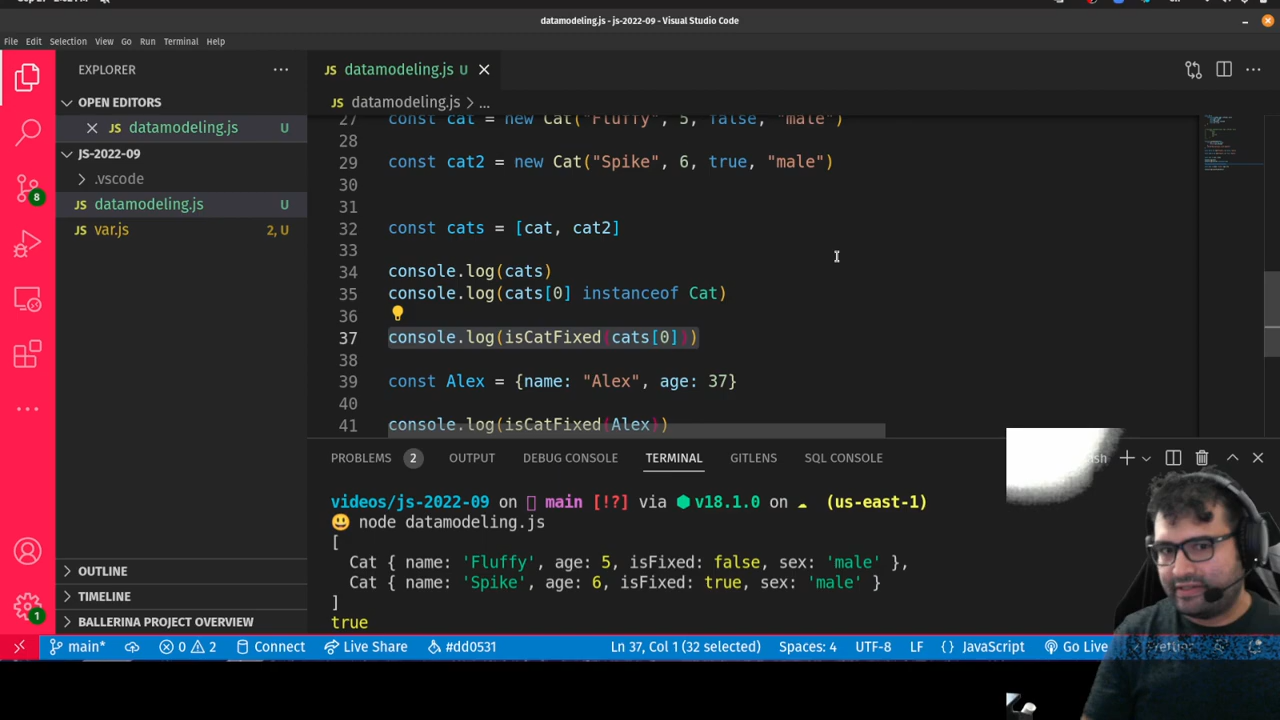 datamodeling.js - js-2022-09 - Visual Studio Code
File Edit Selection View Go Run Terminal Help
EXPLORER
OPEN EDITORS
datamodeling.js U
JS-2022-09
.vscode
datamodeling.js U
var.js 2, U
OUTLINE
TIMELINE
BALLERINA PROJECT OVERVIEW
8
1
JS datamodeling.js U
JS datamodeling.js > ...
27 const cat = new Cat("Fluffy", 5, false, "male")
28
29 const cat2 = new Cat("Spike", 6, true, "male")
30
31
32 const cats = [cat, cat2]
33
34 console.log(cats)
35 console.log(cats[0] instanceof Cat)
36
37 console.log(isCatFixed(cats[0]))
38
39 const Alex = {name: "Alex", age: 37}
40
41 console.log(isCatFixed(Alex))
PROBLEMS 2 OUTPUT DEBUG CONSOLE TERMINAL GITLENS SQL CONSOLE
videos/js-2022-09 on main [!?] via v18.1.0 on (us-east-1)
node datamodeling.js
[
Cat { name: 'Fluffy', age: 5, isFixed: false, sex: 'male' },
Cat { name: 'Spike', age: 6, isFixed: true, sex: 'male' }
]
true
main* 0 2 Connect Live Share #dd0531 Ln 37, Col 1 (32 selected) Spaces: 4 UTF-8 LF {} JavaScript Go Live